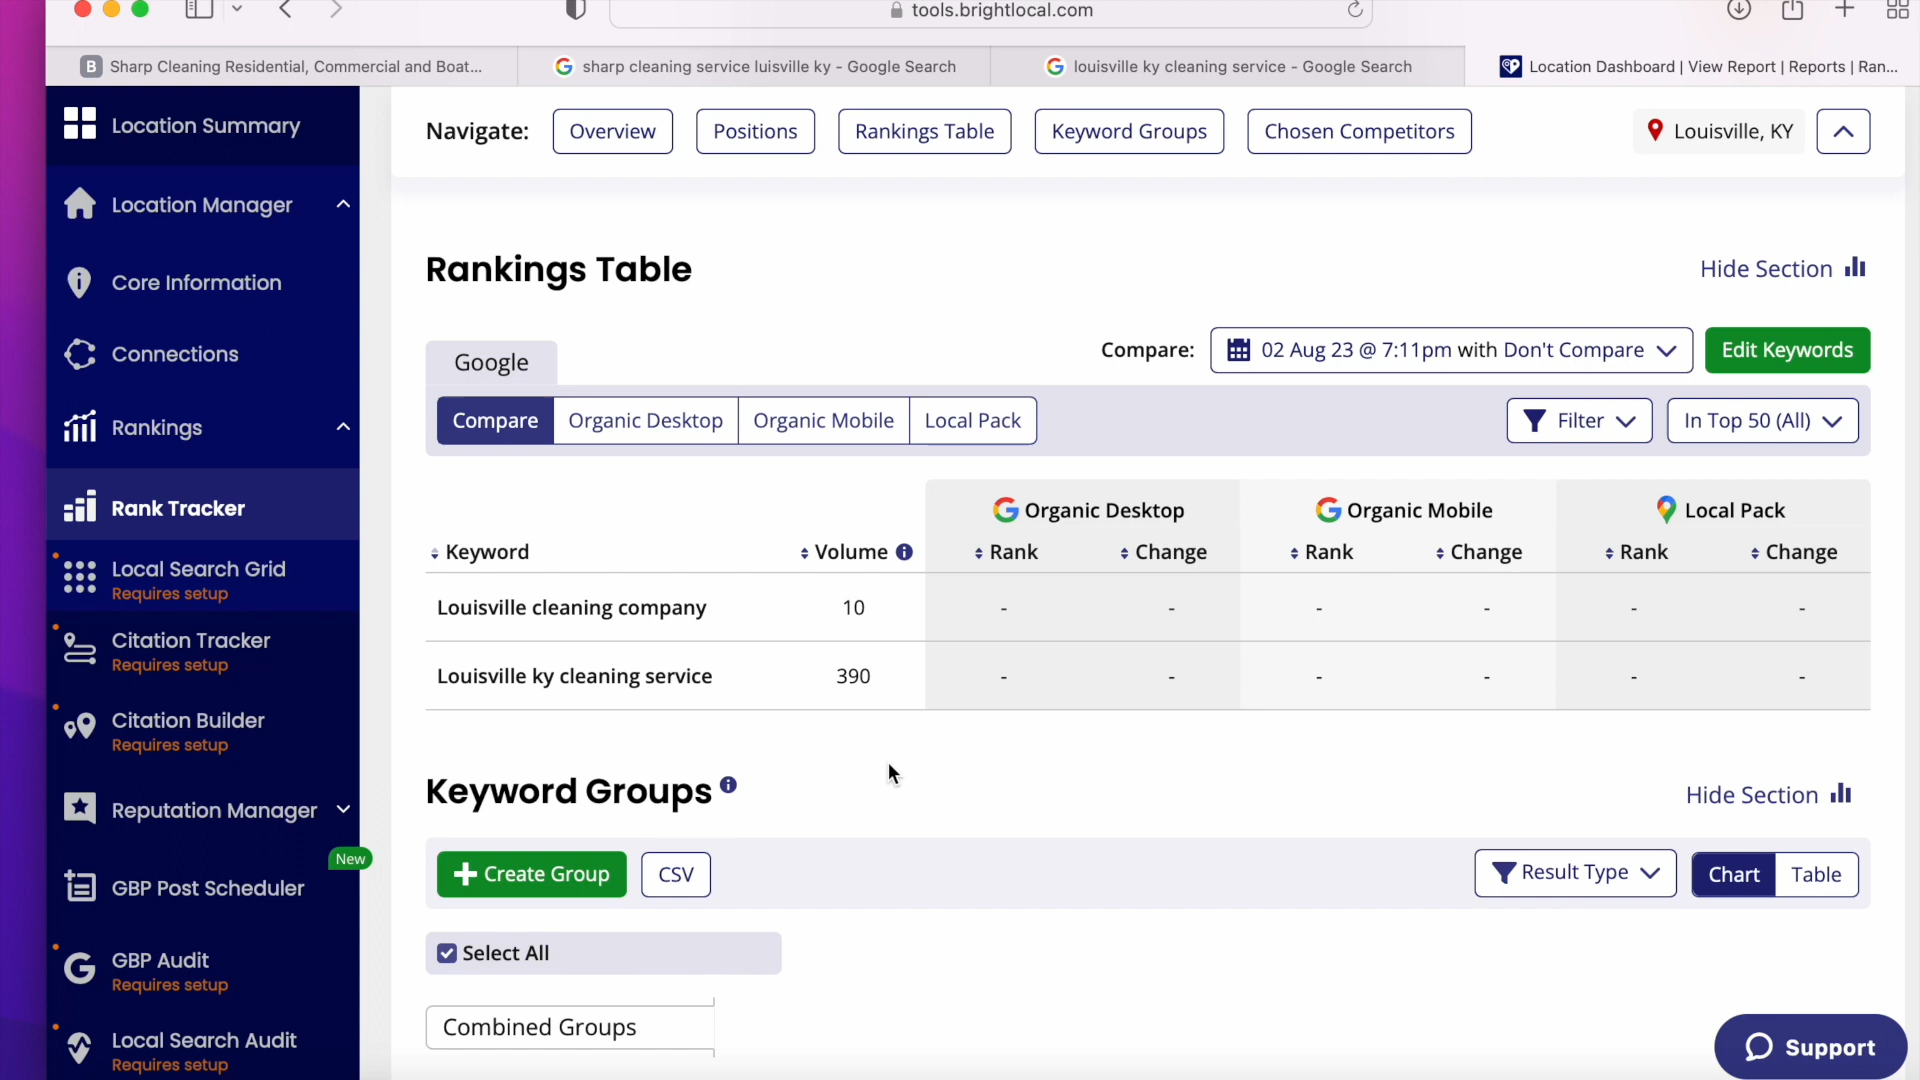 tools.brightlocal.com
B Sharp Cleaning Residential, Commercial and Boat...
sharp cleaning service luisville ky - Google Search
louisville ky cleaning service - Google Search
Location Dashboard | View Report | Reports | Ran...
Location Summary
Location Manager
Core Information
Connections
Rankings
Rank Tracker
Local Search Grid
Requires setup
Citation Tracker
Requires setup
Citation Builder
Requires setup
Reputation Manager
New
GBP Post Scheduler
GBP Audit
Requires setup
Local Search Audit
Requires setup
Navigate: Overview Positions Rankings Table Keyword Groups Chosen Competitors Louisville, KY
Rankings Table Hide Section
Google
Compare: 02 Aug 23 @ 7:11pm with Don't Compare Edit Keywords
Compare Organic Desktop Organic Mobile Local Pack Filter In Top 50 (All)
Organic Desktop Organic Mobile Local Pack
Keyword Volume Rank Change Rank Change Rank Change
Louisville cleaning company 10 - - - - - -
Louisville ky cleaning service 390 - - - - - -
Keyword Groups Hide Section
Create Group CSV Result Type Chart Table
Select All
Combined Groups
Support